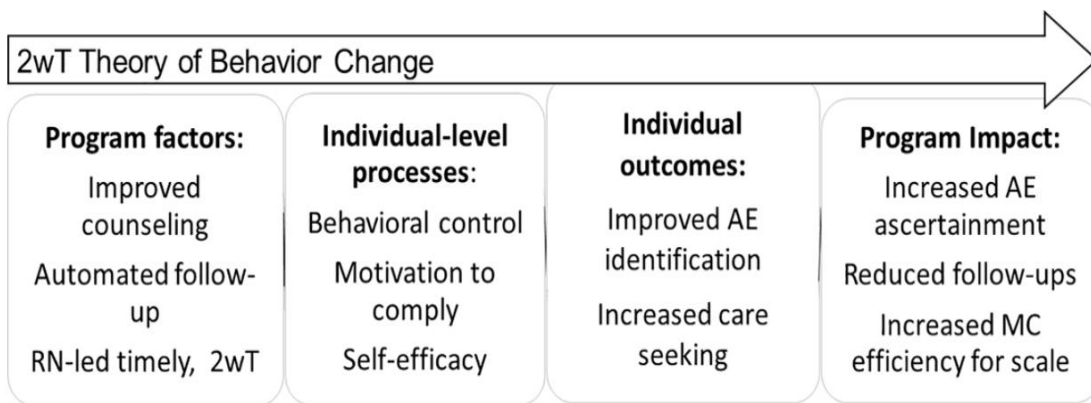 2wT Theory of Behavior Change
Program factors:
Improved
counseling
Automated follow-
up
RN-led timely, 2wT
Individual-level
processes:
Behavioral control
Motivation to
comply
Self-efficacy
Individual
outcomes:
Improved AE
identification
Increased care
seeking
Program Impact:
Increased AE
ascertainment
Reduced follow-ups
Increased MC
efficiency for scale